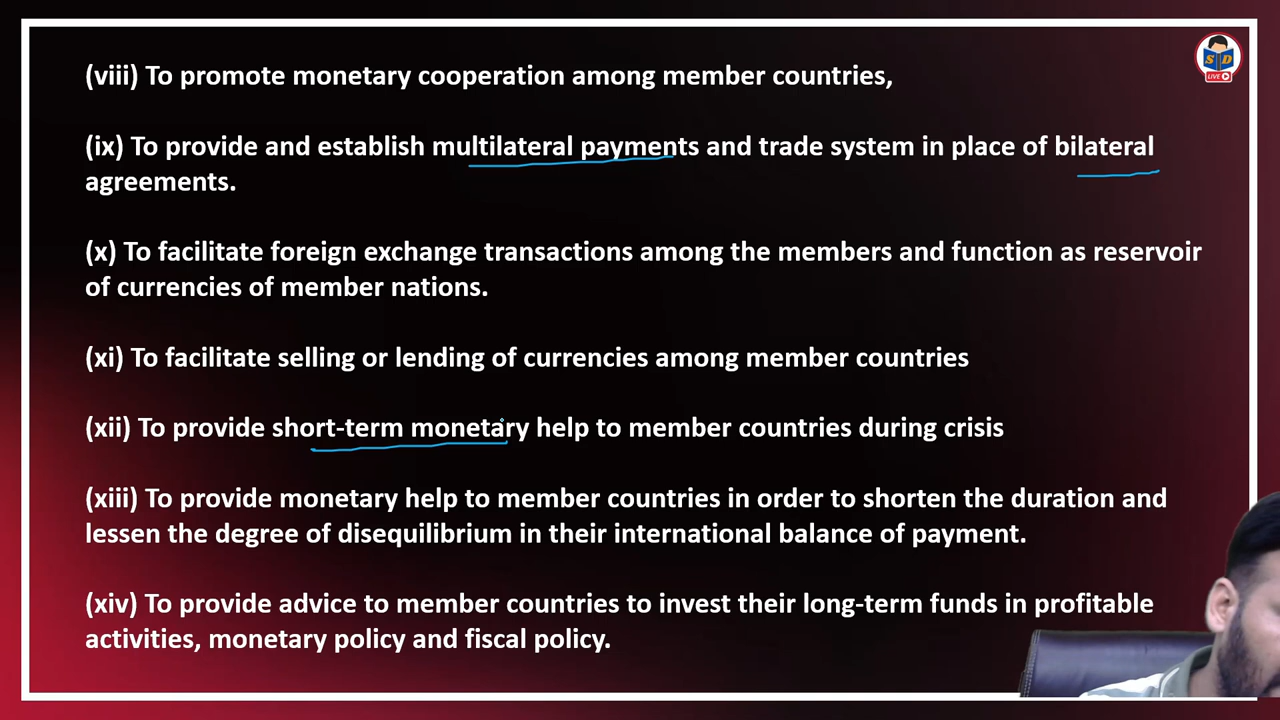 (viii) To promote monetary cooperation among member countries,
(ix) To provide and establish multilateral payments and trade system in place of bilateral
agreements.
(x) To facilitate foreign exchange transactions among the members and function as reservoir
of currencies of member nations.
(xi) To facilitate selling or lending of currencies among member countries
(xii) To provide short-term monetary help to member countries during crisis
(xiii) To provide monetary help to member countries in order to shorten the duration and
lessen the degree of disequilibrium in their international balance of payment.
(xiv) To provide advice to member countries to invest their long-term funds in profitable
activities, monetary policy and fiscal policy.
S D
LIVE